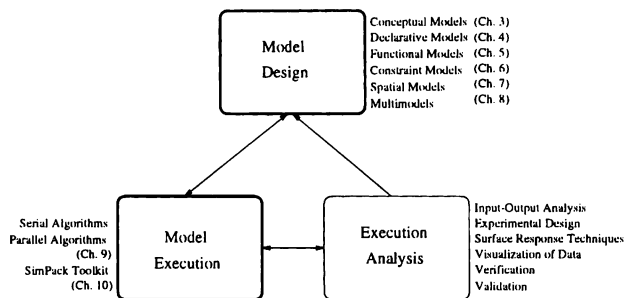 Model
Design
Conceptual Models (Ch. 3)
Declarative Models (Ch. 4)
Functional Models (Ch. 5)
Constraint Models (Ch. 6)
Spatial Models (Ch. 7)
Multimodels (Ch. 8)
Serial Algorithms
Parallel Algorithms
(Ch. 9)
SimPack Toolkit
(Ch. 10)
Model
Execution
Execution
Analysis
Input-Output Analysis
Experimental Design
Surface Response Techniques
Visualization of Data
Verification
Validation